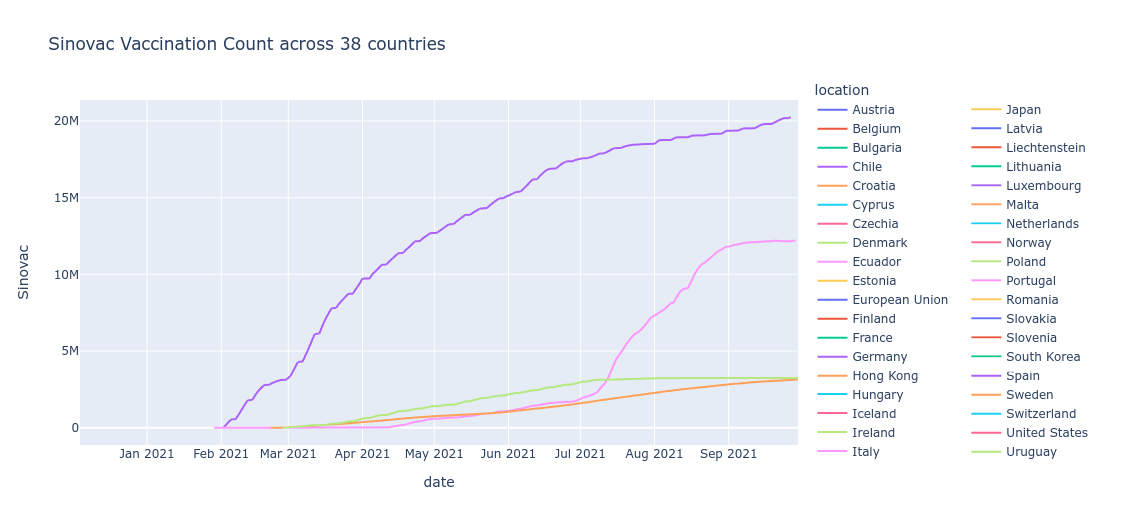 Sinovac Vaccination Count across 38 countries
Sinovac
20M
15M
10M
5M
0
Jan 2021
Feb 2021
Mar 2021
Apr 2021
May 2021
Jun 2021
Jul 2021
Aug 2021
Sep 2021
date
location
Austria
Belgium
Bulgaria
Chile
Croatia
Cyprus
Czechia
Denmark
Ecuador
Estonia
European Union
Finland
France
Germany
Hong Kong
Hungary
Iceland
Ireland
Italy
Japan
Latvia
Liechtenstein
Lithuania
Luxembourg
Malta
Netherlands
Norway
Poland
Portugal
Romania
Slovakia
Slovenia
South Korea
Spain
Sweden
Switzerland
United States
Uruguay